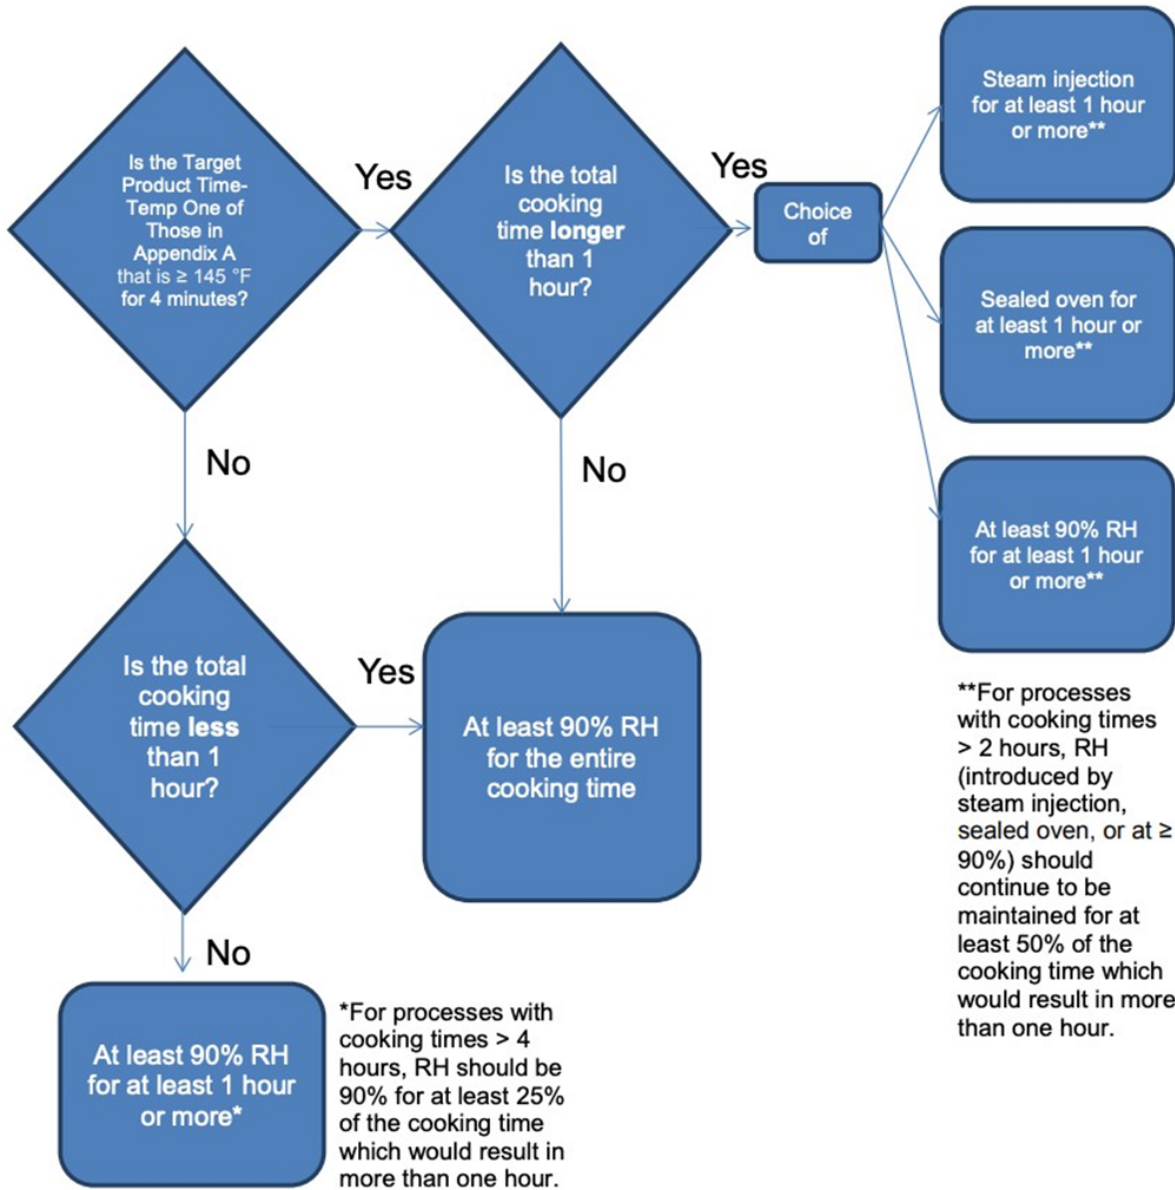 Is the Target
Product Time-
Temp One of
Those in
Appendix A
that is ≥ 145 °F
for 4 minutes?
Yes
Is the total
cooking
time longer
than 1
hour?
Yes
Choice
of
Steam injection
for at least 1 hour
or more**
Sealed oven for
at least 1 hour or
more**
At least 90% RH
for at least 1 hour
or more**
No
No
Is the total
cooking
time less
than 1
hour?
Yes
At least 90% RH
for the entire
cooking time
**For processes
with cooking times
> 2 hours, RH
(introduced by
steam injection,
sealed oven, or at ≥
90%) should
continue to be
maintained for at
least 50% of the
cooking time which
would result in more
than one hour.
No
At least 90% RH
for at least 1 hour
or more*
*For processes with
cooking times > 4
hours, RH should be
90% for at least 25%
of the cooking time
which would result in
more than one hour.